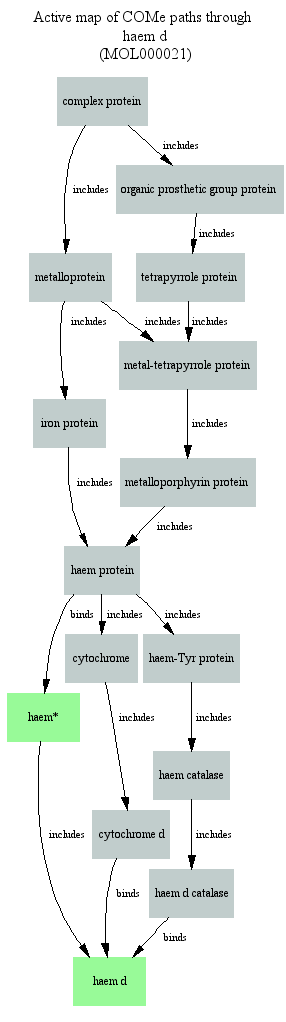 Active map of COMe paths through
haem d
(MOL000021)
complex protein
includes
organic prosthetic group protein
includes
includes
metalloprotein
tetrapyrrole protein
includes
includes
includes
metal-tetrapyrrole protein
iron protein
includes
includes
metalloporphyrin protein
includes
haem protein
binds
includes
includes
cytochrome
haem-Tyr protein
haem*
includes
includes
haem catalase
includes
cytochrome d
includes
binds
haem d catalase
binds
haem d